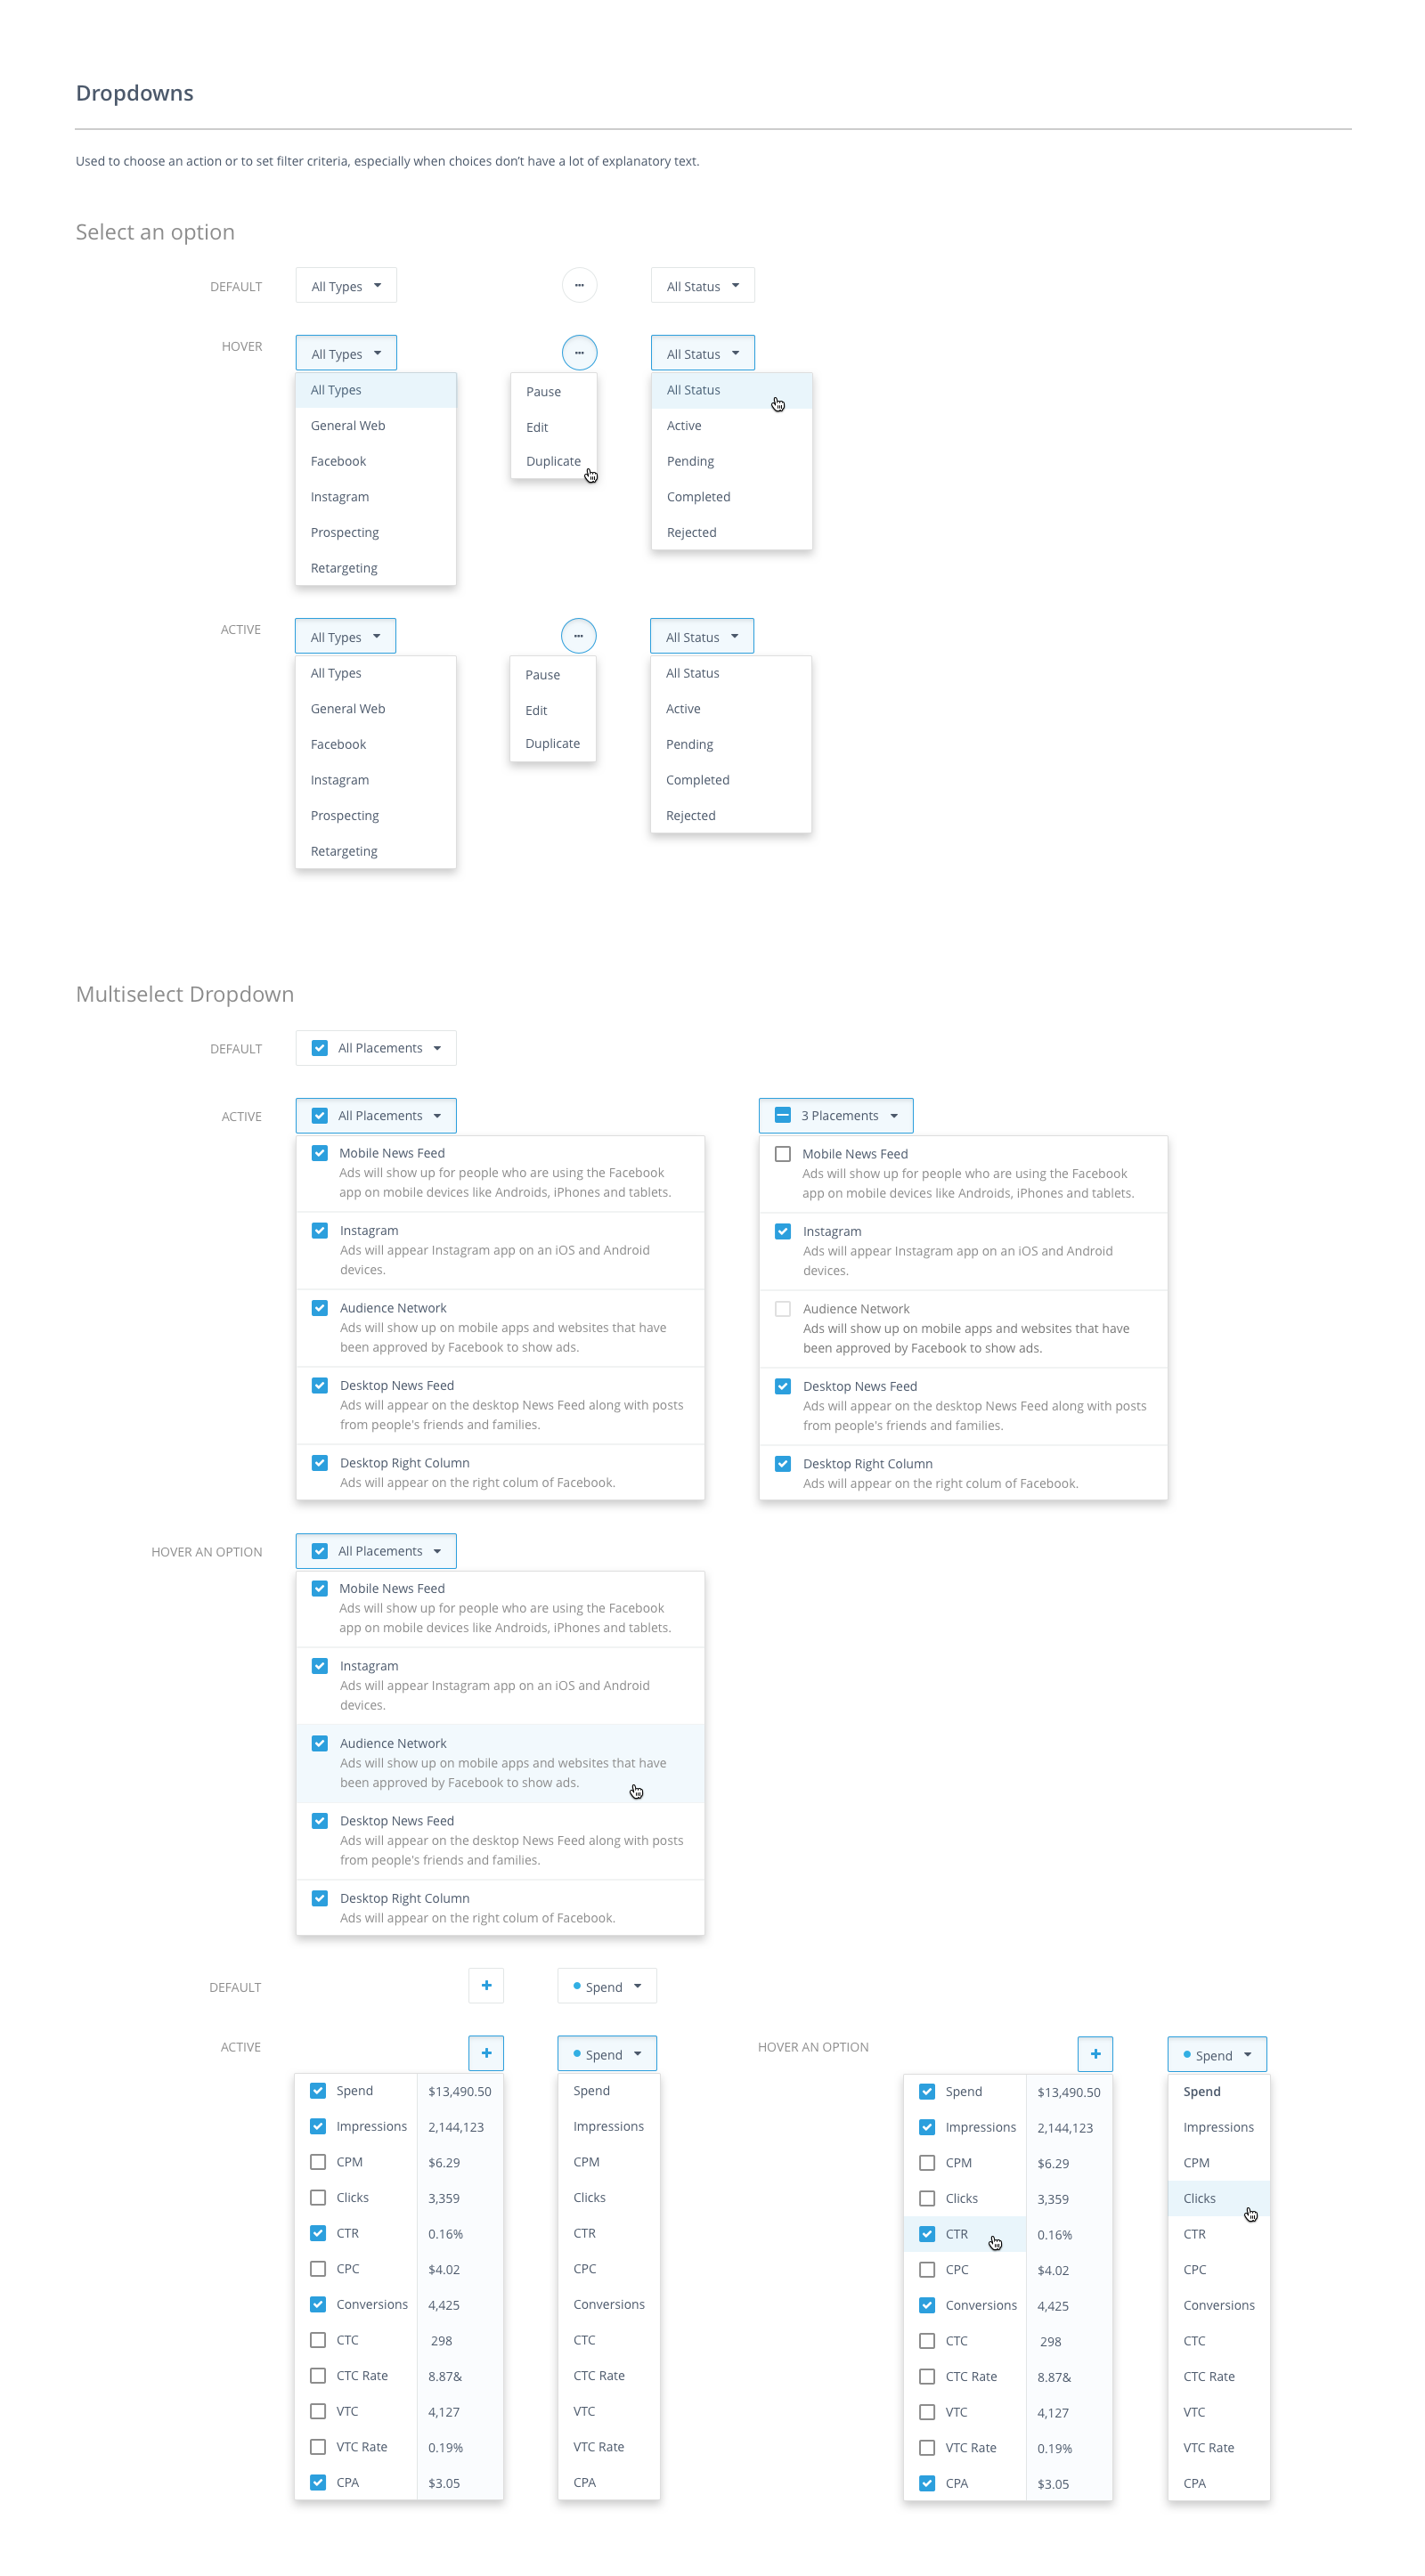 Dropdowns
Used to choose an action or to set filter criteria, especially when choices don't have a lot of explanatory text.
Select an option
DEFAULT
All Types
All Status
HOVER
All Types
All Types
General Web
Facebook
Instagram
Prospecting
Retargeting
Pause
Edit
Duplicate
All Status
All Status
Active
Pending
Completed
Rejected
ACTIVE
All Types
All Types
General Web
Facebook
Instagram
Prospecting
Retargeting
Pause
Edit
Duplicate
All Status
All Status
Active
Pending
Completed
Rejected
Multiselect Dropdown
DEFAULT
All Placements
ACTIVE
All Placements
Mobile News Feed
Ads will show up for people who are using the Facebook
app on mobile devices like Androids, iPhones and tablets.
Instagram
Ads will appear Instagram app on an iOS and Android
devices.
Audience Network
Ads will show up on mobile apps and websites that have
been approved by Facebook to show ads.
Desktop News Feed
Ads will appear on the desktop News Feed along with posts
from people's friends and families.
Desktop Right Column
Ads will appear on the right colum of Facebook.
3 Placements
Mobile News Feed
Ads will show up for people who are using the Facebook
app on mobile devices like Androids, iPhones and tablets.
Instagram
Ads will appear Instagram app on an iOS and Android
devices.
Audience Network
Ads will show up on mobile apps and websites that have
been approved by Facebook to show ads.
Desktop News Feed
Ads will appear on the desktop News Feed along with posts
from people's friends and families.
Desktop Right Column
Ads will appear on the right colum of Facebook.
HOVER AN OPTION
All Placements
Mobile News Feed
Ads will show up for people who are using the Facebook
app on mobile devices like Androids, iPhones and tablets.
Instagram
Ads will appear Instagram app on an iOS and Android
devices.
Audience Network
Ads will show up on mobile apps and websites that have
been approved by Facebook to show ads.
Desktop News Feed
Ads will appear on the desktop News Feed along with posts
from people's friends and families.
Desktop Right Column
Ads will appear on the right colum of Facebook.
DEFAULT
Spend
ACTIVE
Spend $13,490.50
Impressions 2,144,123
CPM $6.29
Clicks 3,359
CTR 0.16%
CPC $4.02
Conversions 4,425
CTC 298
CTC Rate 8.87&
VTC 4,127
VTC Rate 0.19%
CPA $3.05
Spend
Spend
Impressions
CPM
Clicks
CTR
CPC
Conversions
CTC
CTC Rate
VTC
VTC Rate
CPA
HOVER AN OPTION
Spend $13,490.50
Impressions 2,144,123
CPM $6.29
Clicks 3,359
CTR 0.16%
CPC $4.02
Conversions 4,425
CTC 298
CTC Rate 8.87&
VTC 4,127
VTC Rate 0.19%
CPA $3.05
Spend
Spend
Impressions
CPM
Clicks
CTR
CPC
Conversions
CTC
CTC Rate
VTC
VTC Rate
CPA